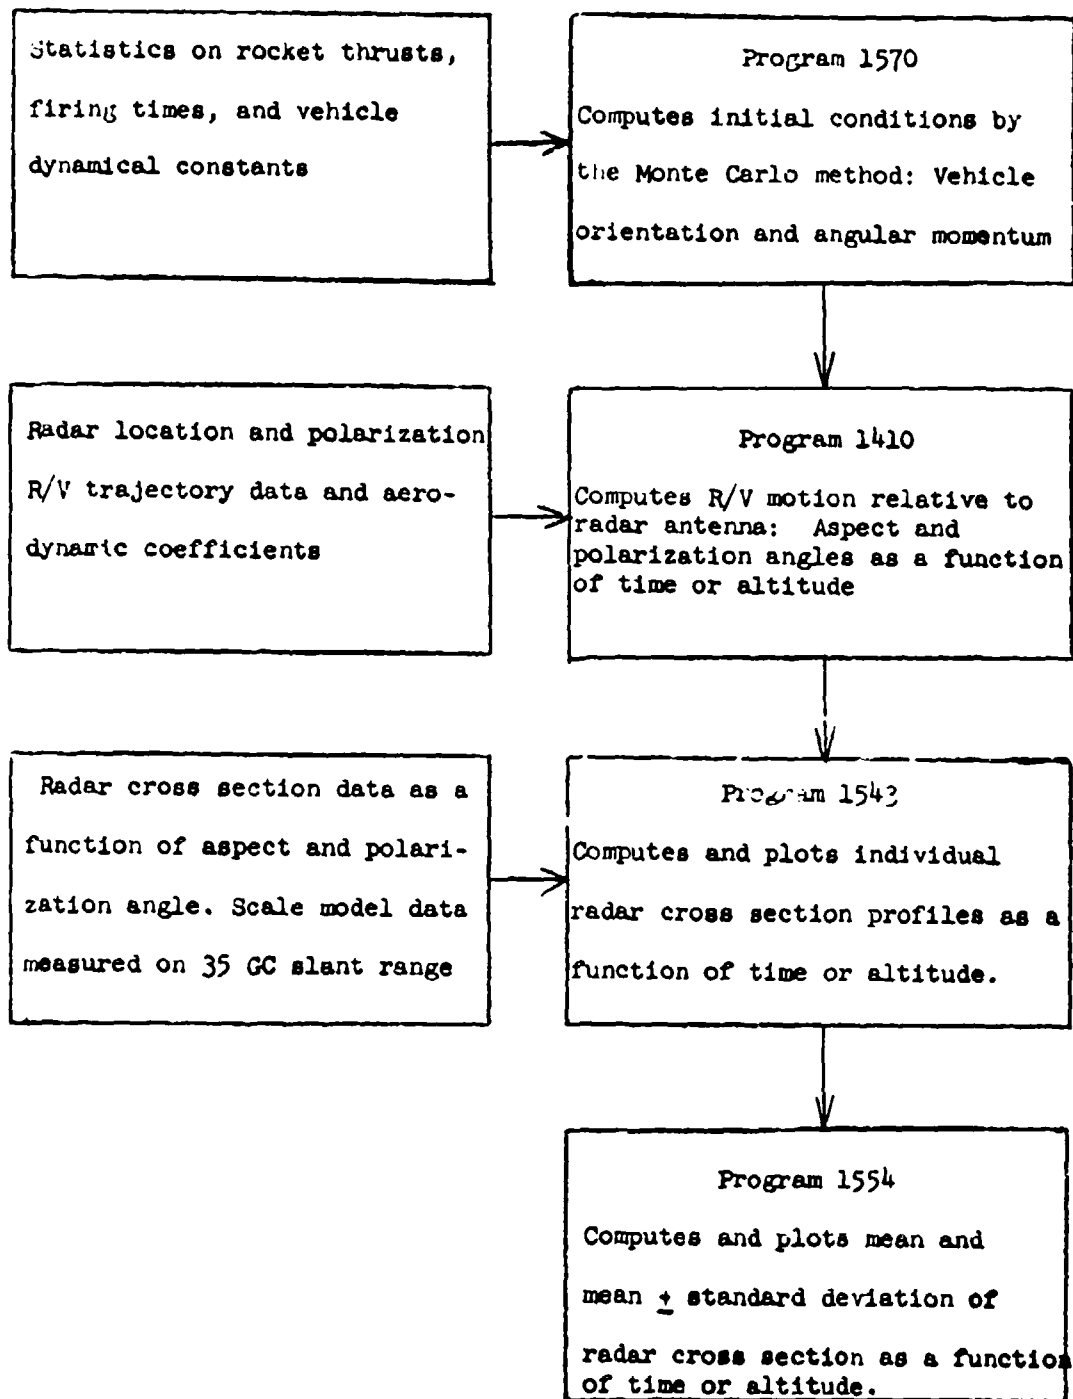 Statistics on rocket thrusts,
firing times, and vehicle
dynamical constants
Program 1570
Computes initial conditions by
the Monte Carlo method: Vehicle
orientation and angular momentum
Radar location and polarization
R/V trajectory data and aero-
dynamic coefficients
Program 1410
Computes R/V motion relative to
radar antenna: Aspect and
polarization angles as a function
of time or altitude
Radar cross section data as a
function of aspect and polari-
zation angle. Scale model data
measured on 35 GC slant range
Program
Computes and plots individual
radar cross section profiles as a
function of time or altitude.
Program 1554
Computes and plots mean and
mean ± standard deviation of
radar cross section as a function
of time or altitude.